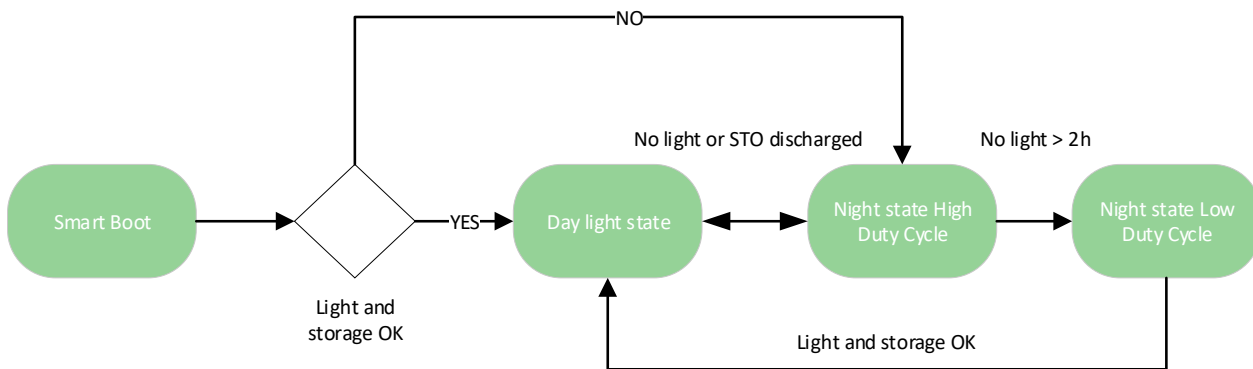 NO
No light or STO discharged
No light > 2h
Smart Boot
YES
Day light state
Night state High
Duty Cycle
Night state Low
Duty Cycle
Light and
storage OK
Light and storage OK